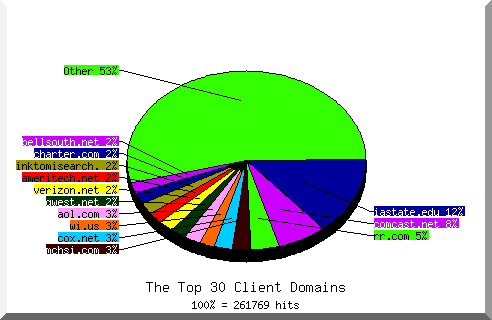 Other 53%
bellsouth.net 2%
charter.com 2%
inktomisearch. 2%
ameritech.net 2%
verizon.net 2%
qwest.net 2%
aol.com 3%
wi.us 3%
cox.net 3%
mchsi.com 3%
iastate.edu 12%
comcast.net 8%
rr.com 5%
The Top 30 Client Domains
100% = 261769 hits